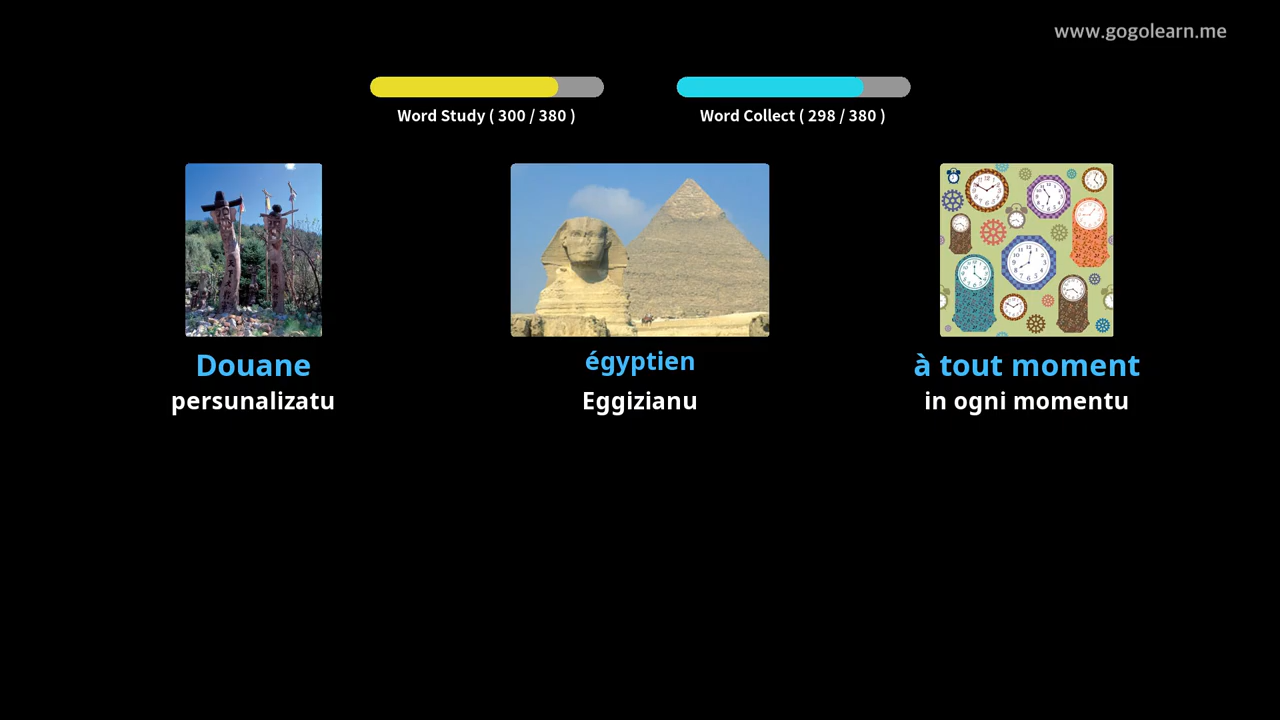 www.gogolearn.me
Word Study ( 300 / 380 )
Word Collect ( 298 / 380 )
Douane
persunalizatu
égyptien
Eggizianu
à tout moment
in ogni momentu